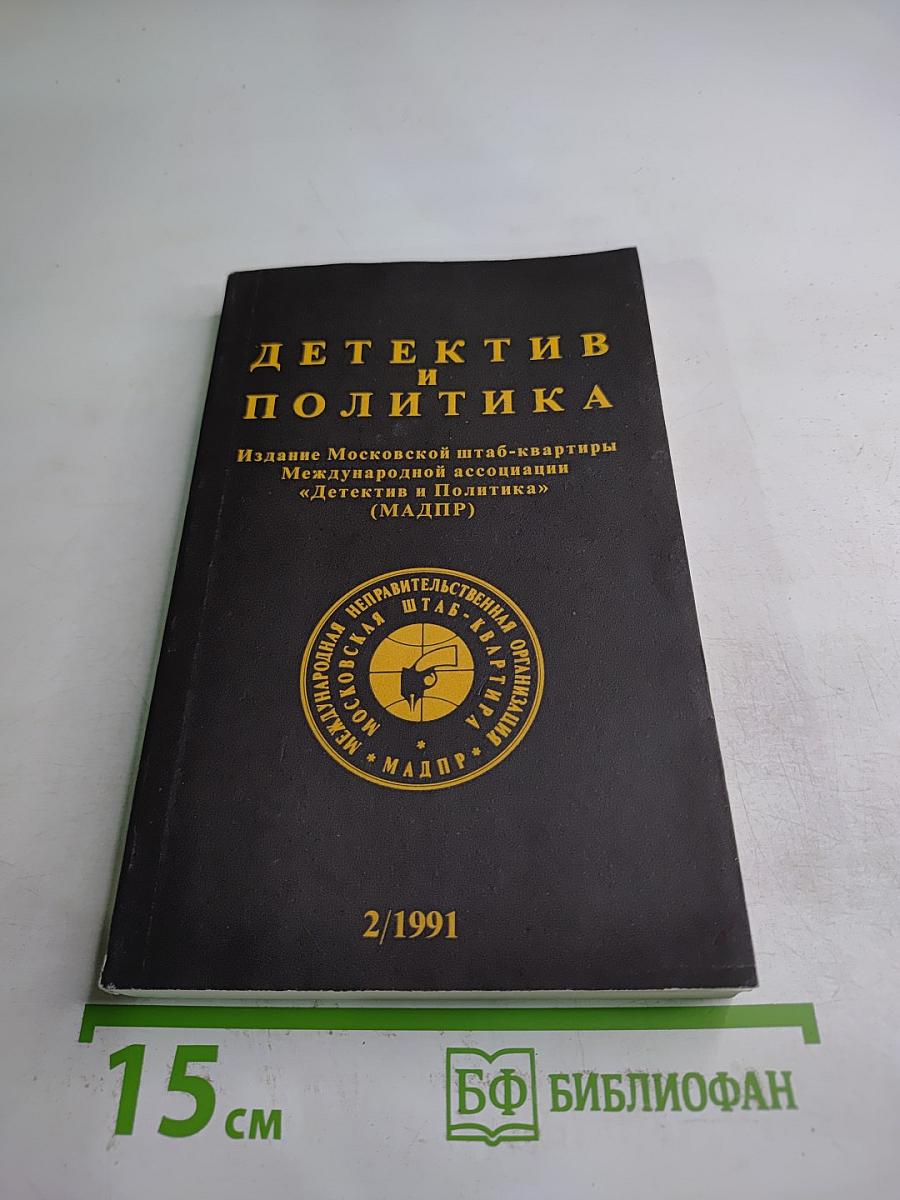 ДЕТЕКТИВ
И
ПОЛИТИКА
Издание Московской штаб-квартиры
Международной ассоциации
«Детектив и Политика»
(МАДПР)
МЕЖДУНАРОДНАЯ НЕПРАВИТЕЛЬСТВЕННАЯ ОРГАНИЗАЦИЯ
МОСКОВСКАЯ ШТАБ-КВАРТИРА
* МАДПР *
2/1991
15 см
БФ БИБЛИОФАН